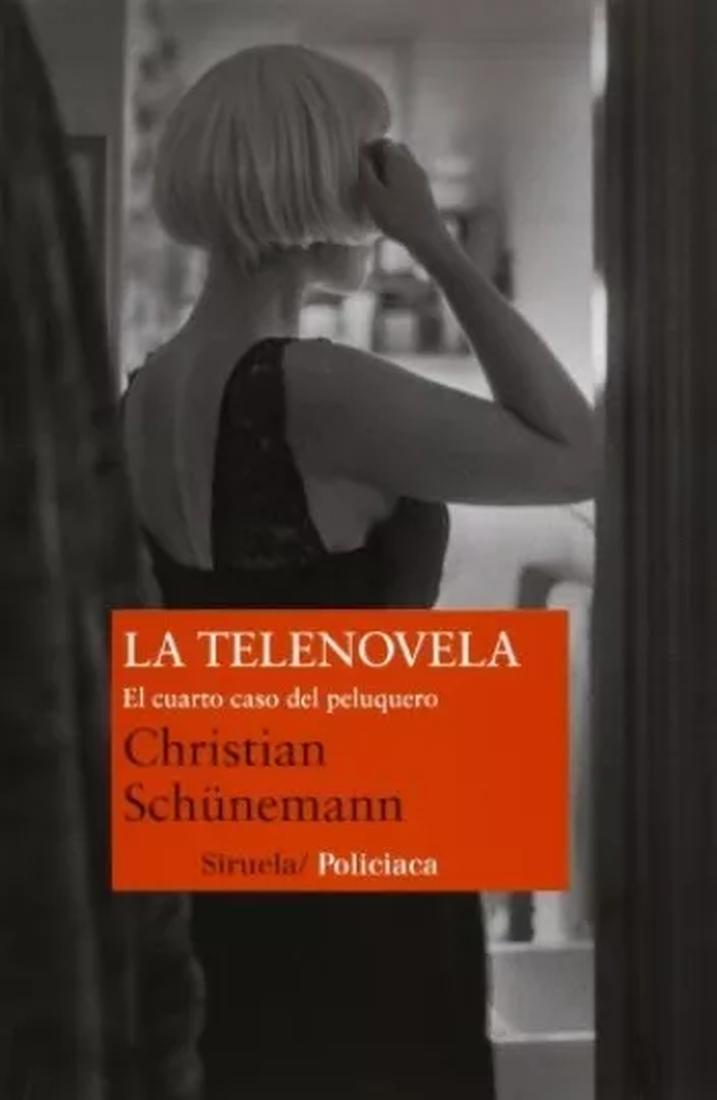 LA TELENOVELA
El cuarto caso del peluquero
Christian
Schünemann
Siruela/ Policiaca